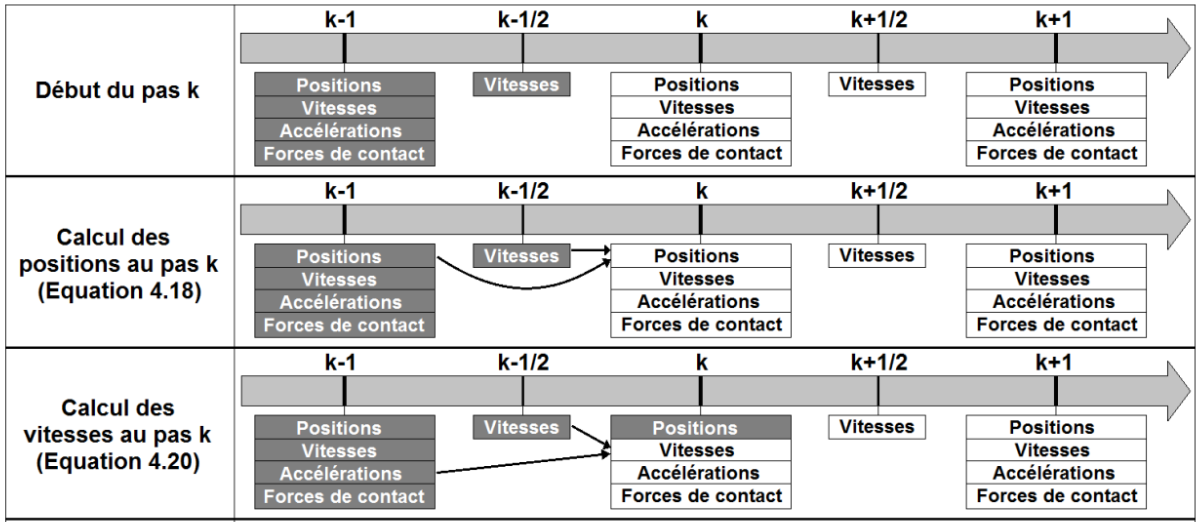 k-1 k-1/2 k k+1/2 k+1
Début du pas k
Positions Vitesses Positions Vitesses Positions
Vitesses Vitesses Vitesses
Accélérations Accélérations Accélérations
Forces de contact Forces de contact Forces de contact
k-1 k-1/2 k k+1/2 k+1
Calcul des
positions au pas k
(Equation 4.18)
Positions Vitesses Positions Vitesses Positions
Vitesses Vitesses Vitesses
Accélérations Accélérations Accélérations
Forces de contact Forces de contact Forces de contact
k-1 k-1/2 k k+1/2 k+1
Calcul des
vitesses au pas k
(Equation 4.20)
Positions Vitesses Positions Vitesses Positions
Vitesses Vitesses Vitesses
Accélérations Accélérations Accélérations
Forces de contact Forces de contact Forces de contact